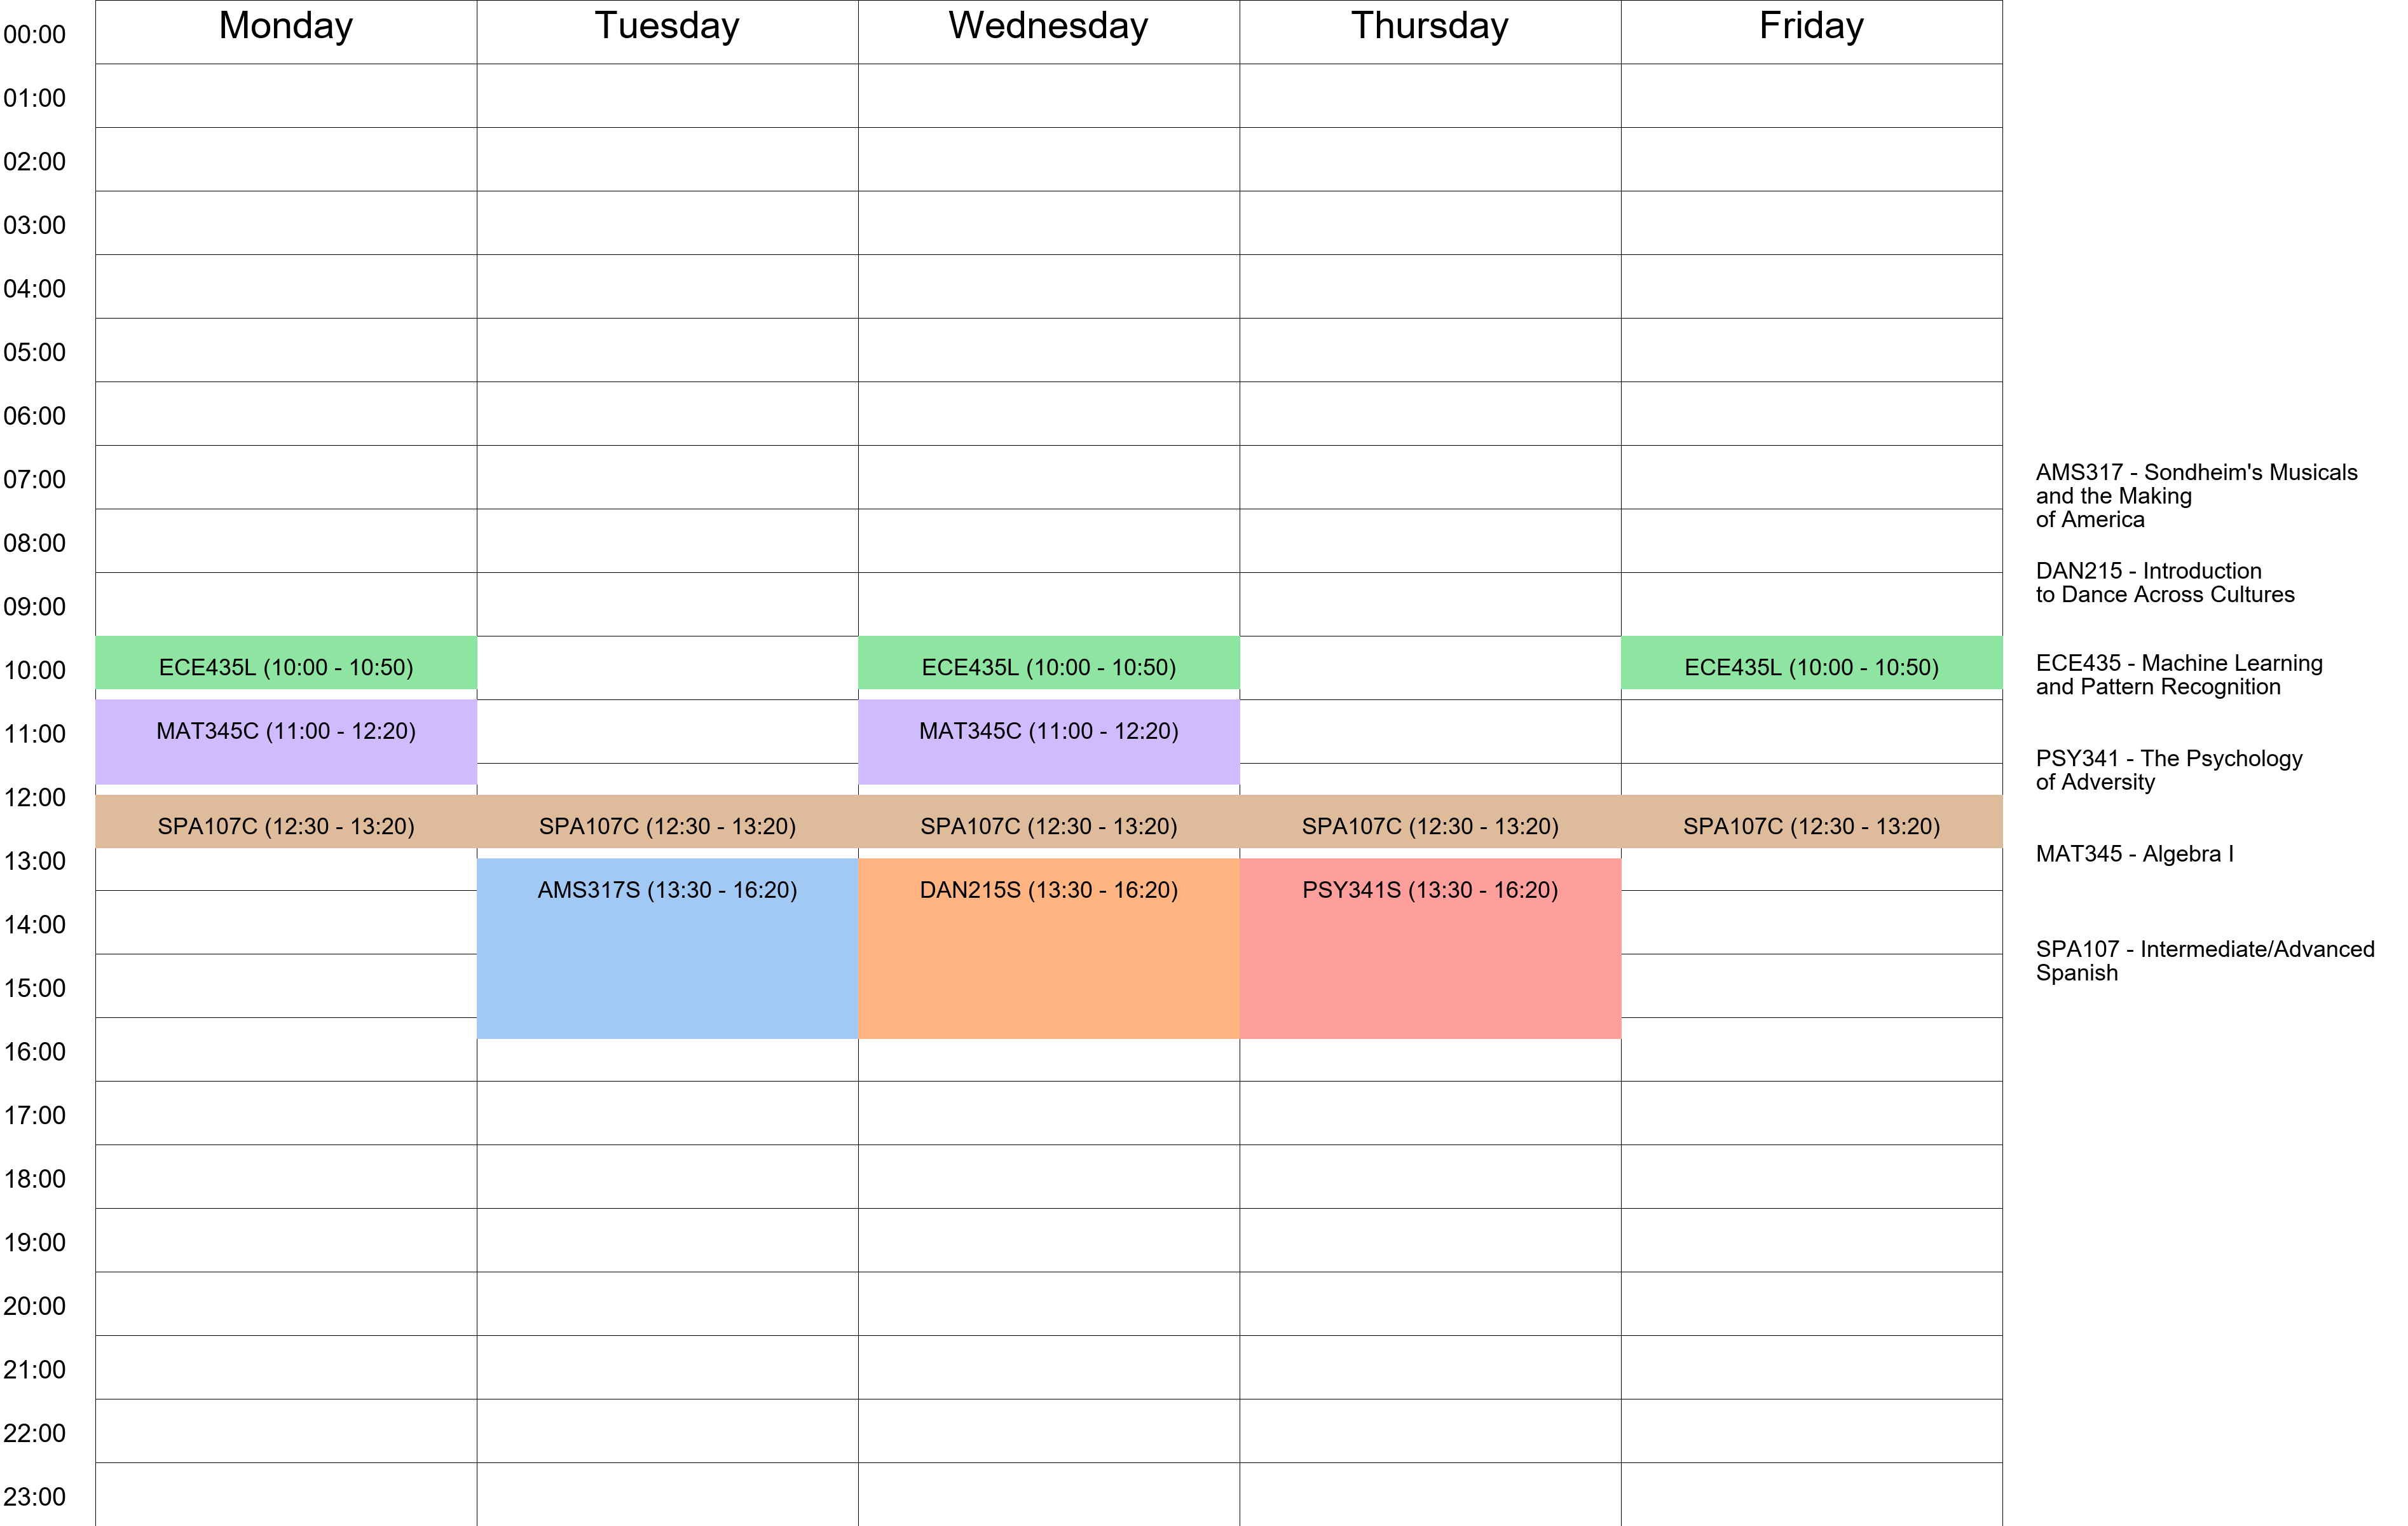 Monday Tuesday Wednesday Thursday Friday
00:00
01:00
02:00
03:00
04:00
05:00
06:00
07:00
08:00
09:00
10:00
11:00
12:00
13:00
14:00
15:00
16:00
17:00
18:00
19:00
20:00
21:00
22:00
23:00
ECE435L (10:00 - 10:50) ECE435L (10:00 - 10:50) ECE435L (10:00 - 10:50)
MAT345C (11:00 - 12:20) MAT345C (11:00 - 12:20)
SPA107C (12:30 - 13:20) SPA107C (12:30 - 13:20) SPA107C (12:30 - 13:20) SPA107C (12:30 - 13:20) SPA107C (12:30 - 13:20)
AMS317S (13:30 - 16:20) DAN215S (13:30 - 16:20) PSY341S (13:30 - 16:20)
AMS317 - Sondheim's Musicals
and the Making
of America
DAN215 - Introduction
to Dance Across Cultures
ECE435 - Machine Learning
and Pattern Recognition
PSY341 - The Psychology
of Adversity
MAT345 - Algebra I
SPA107 - Intermediate/Advanced
Spanish